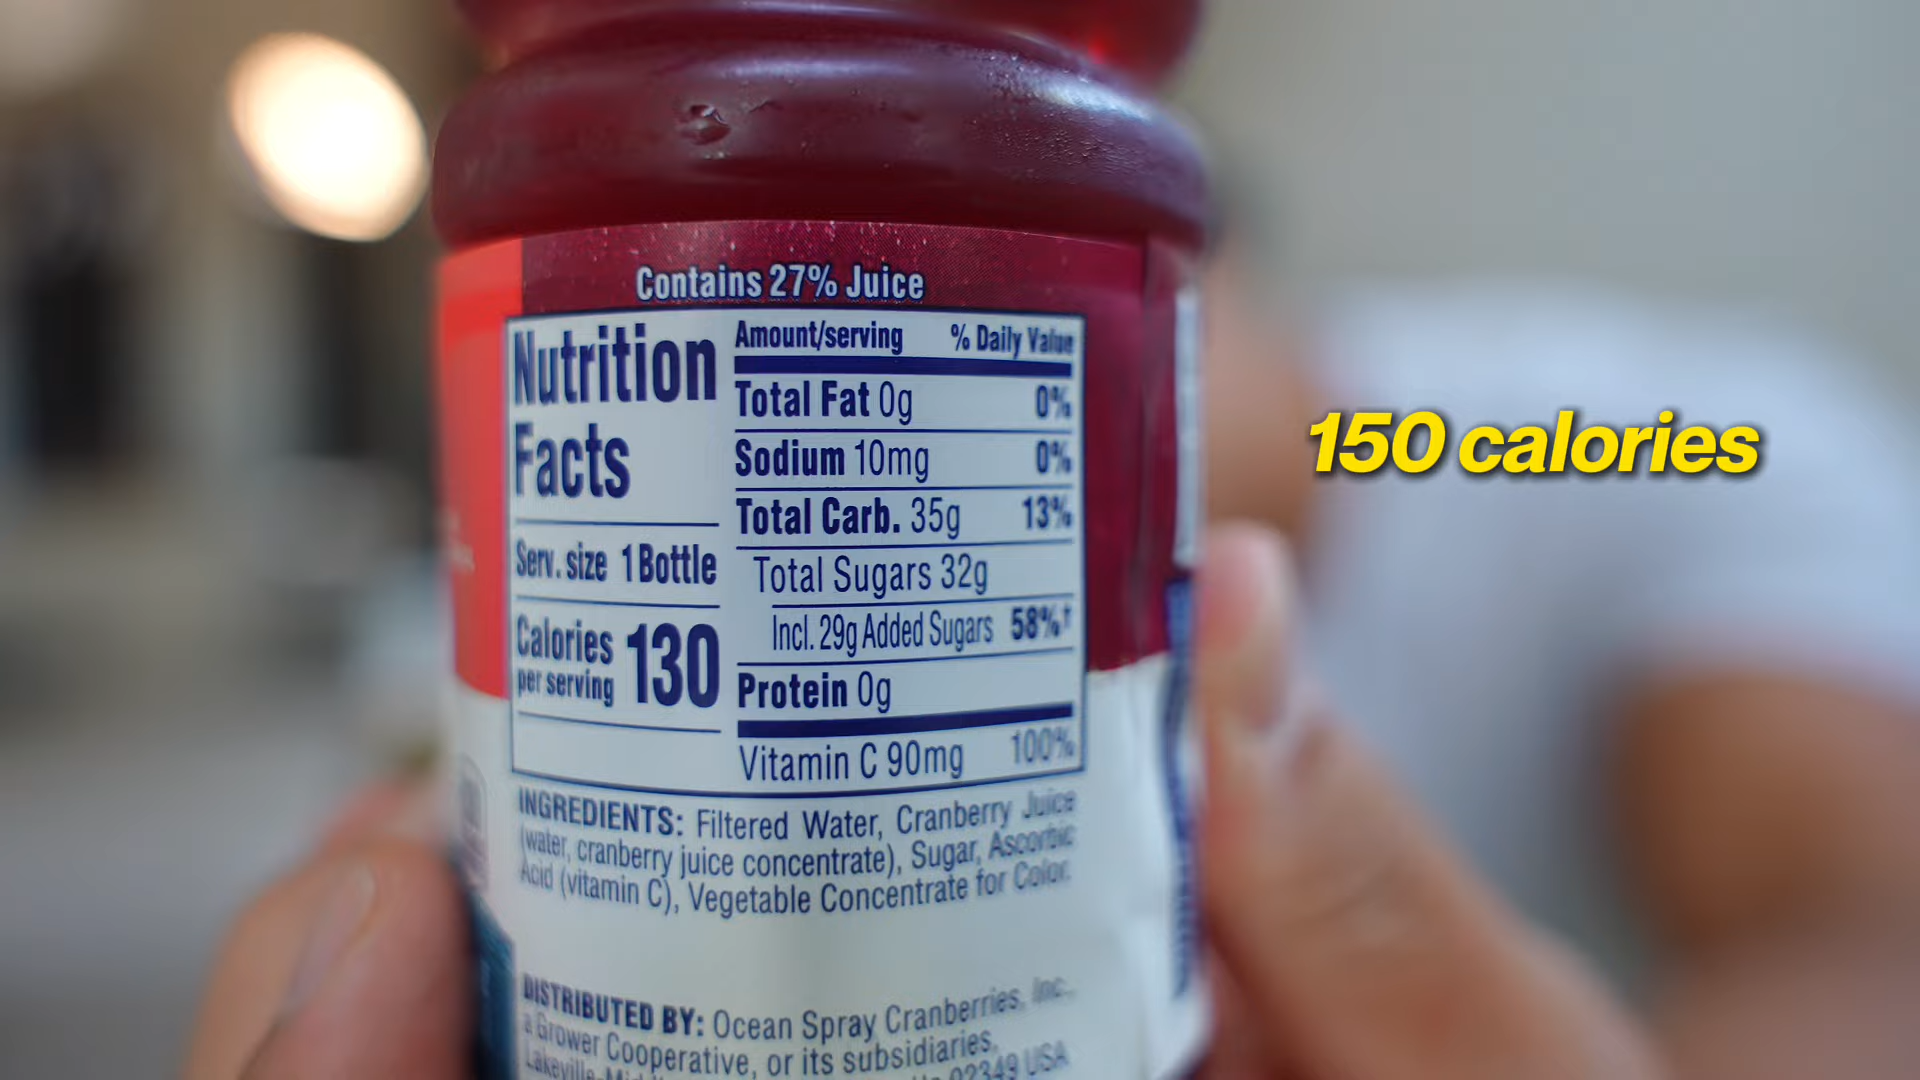 Contains 27% Juice
Nutrition
Facts
Serv. size 1 Bottle
Calories
per serving 130
Amount/serving % Daily Value
Total Fat 0g 0%
Sodium 10mg 0%
Total Carb. 35g 13%
Total Sugars 32g
Incl. 29g Added Sugars 58%†
Protein 0g
Vitamin C 90mg 100%
INGREDIENTS: Filtered Water, Cranberry Juice
(water, cranberry juice concentrate), Sugar, Ascorbic
Acid (vitamin C), Vegetable Concentrate for Color.
DISTRIBUTED BY: Ocean Spray Cranberries, Inc.,
a Grower Cooperative, or its subsidiaries,
02349 USA
150 calories